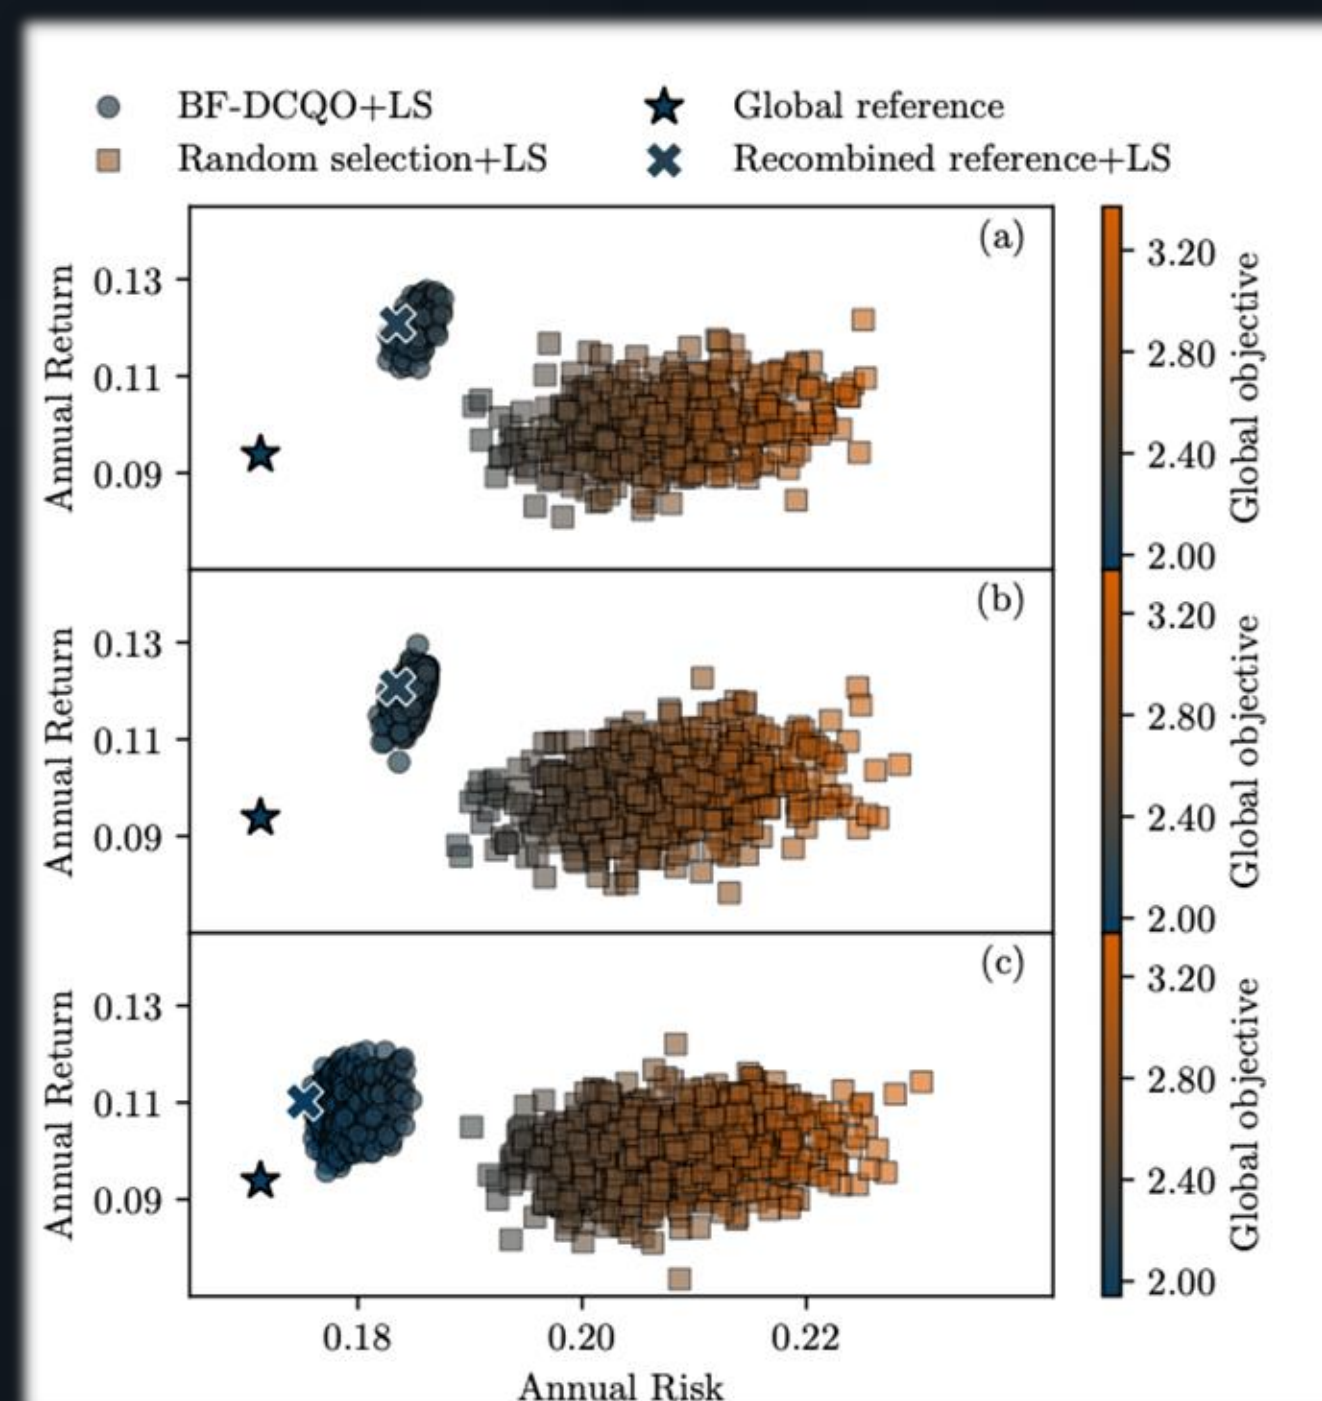 BF-DCQO+LS
Global reference
Random selection+LS
Recombined reference+LS
(a)
Annual Return
0.13
0.11
0.09
3.20
2.80
2.40
2.00
Global objective
(b)
Annual Return
0.13
0.11
0.09
3.20
2.80
2.40
2.00
Global objective
(c)
Annual Return
0.13
0.11
0.09
3.20
2.80
2.40
2.00
Global objective
0.18 0.20 0.22
Annual Risk